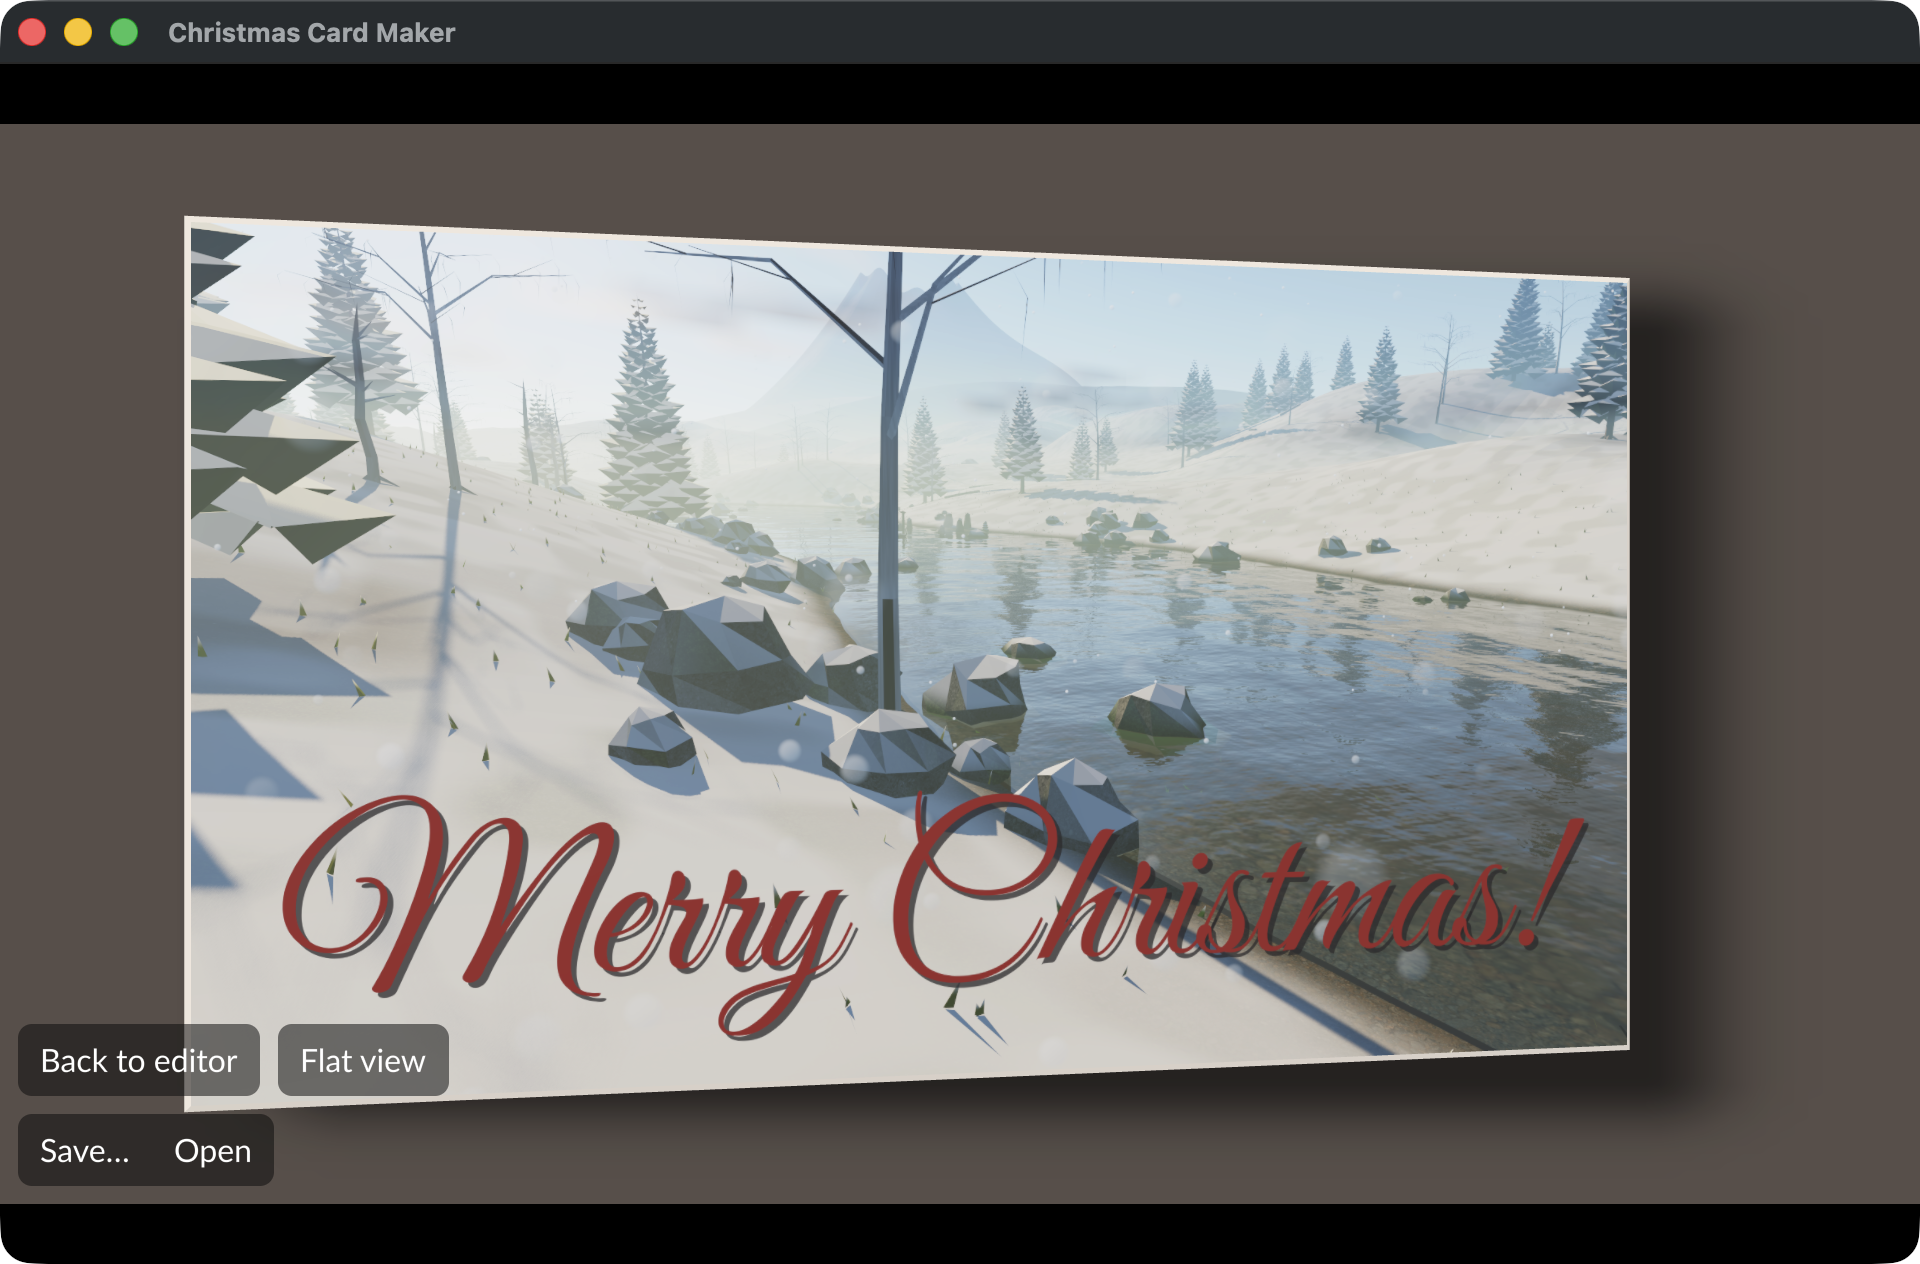 Christmas Card Maker
Merry Christmas!
Back to editor
Flat view
Save...
Open